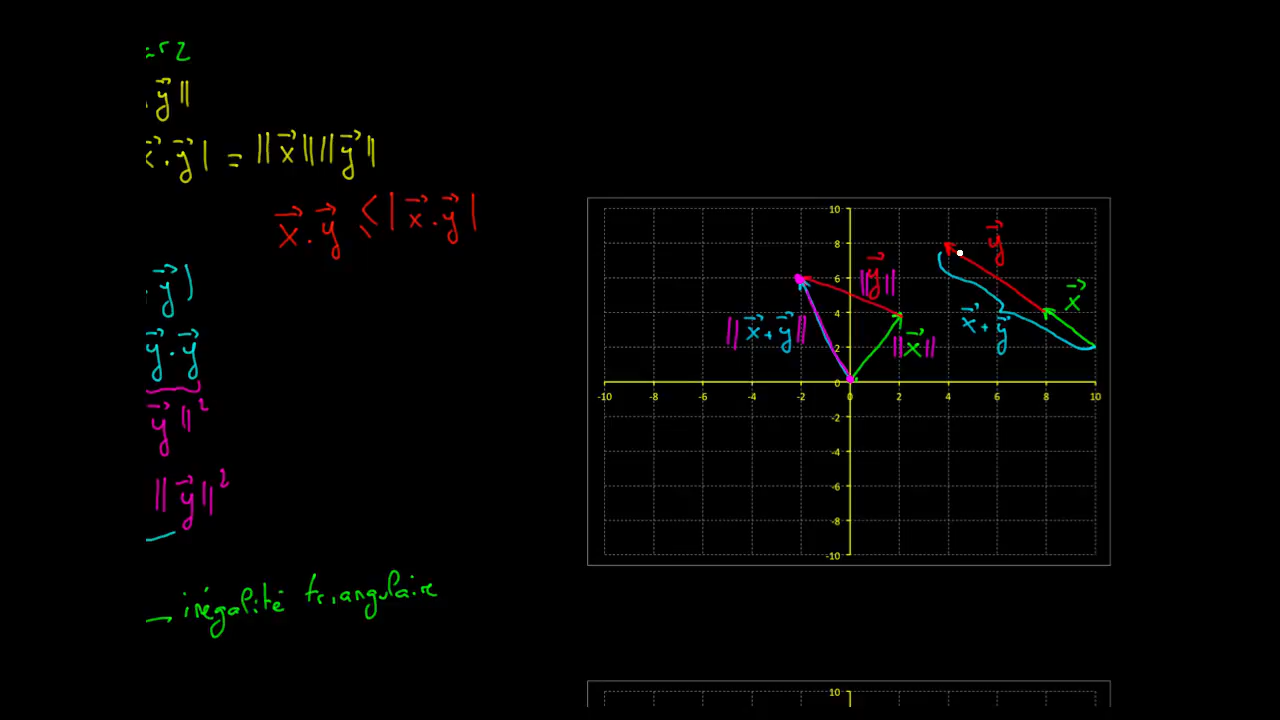 = r2
y⃗ ||
x⃗ . y⃗ | = || x⃗ || || y⃗ ||
x⃗ . y⃗ ⩽ | x⃗ . y⃗ |
. y⃗ )
y⃗ . y⃗
y⃗ ||²
|| y⃗ ||²
→ inégalité triangulaire
10
8
6
4
2
0
-2
-4
-6
-8
-10
-10 -8 -6 -4 -2 0 2 4 6 8 10
|| x⃗ + y⃗ ||
|| y⃗ ||
|| x⃗ ||
y⃗
x⃗
x⃗ + y⃗
10